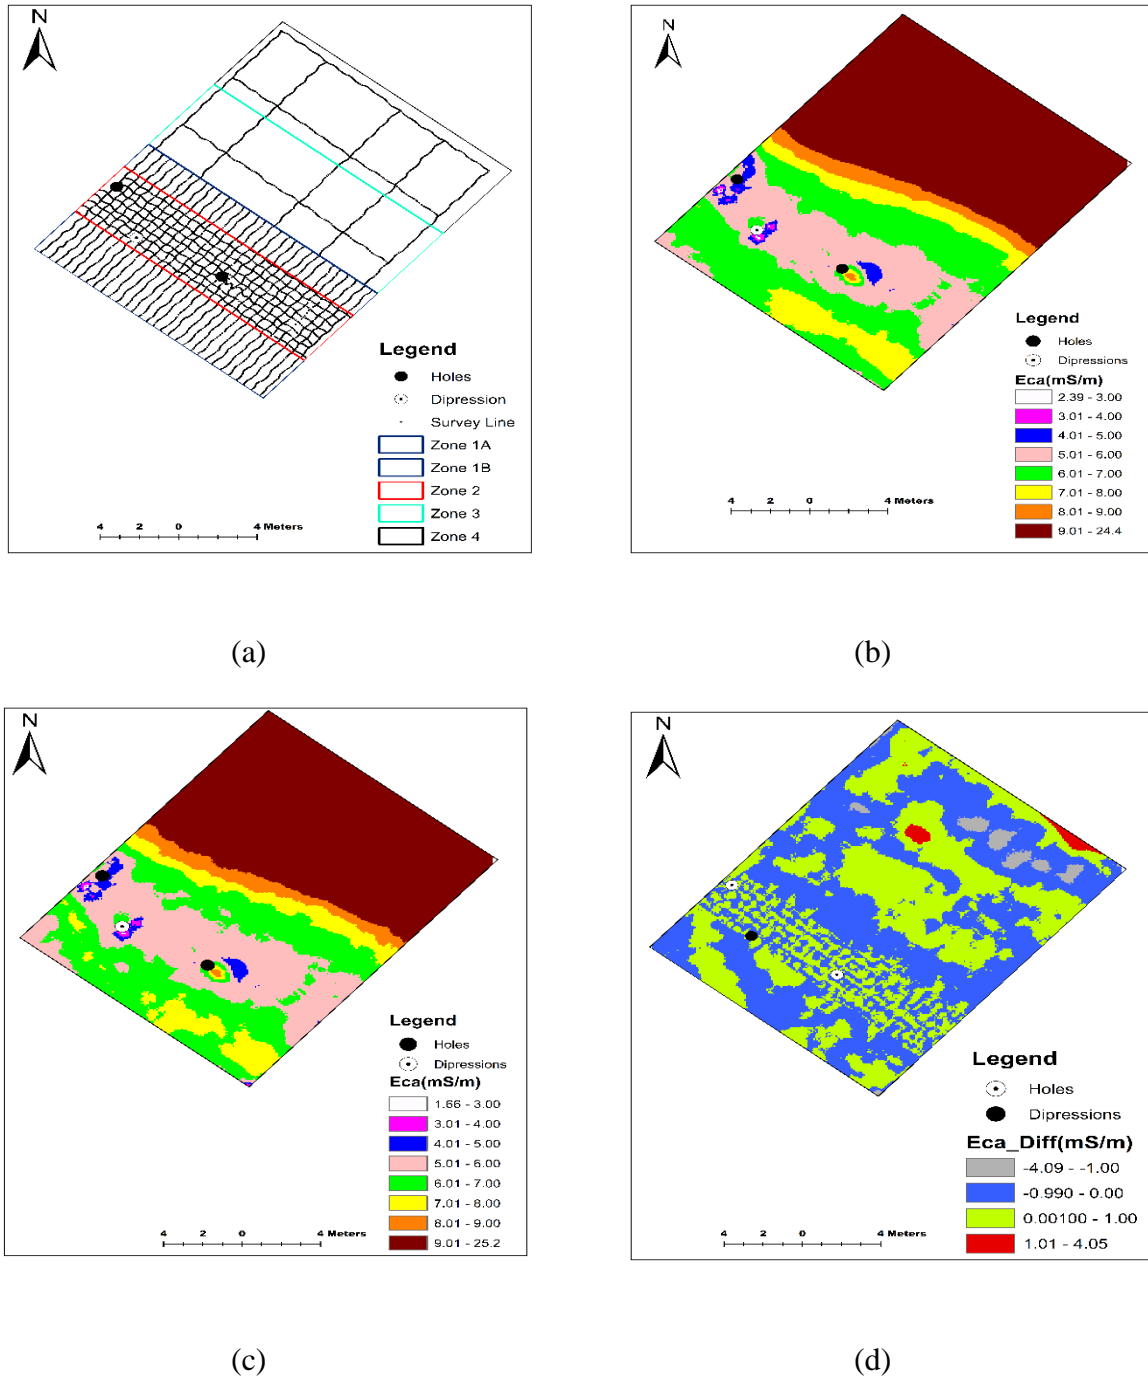 N
Legend
Holes
Dipression
Survey Line
Zone 1A
Zone 1B
Zone 2
Zone 3
Zone 4
4 2 0 4 Meters
(a)
N
Legend
Holes
Dipressions
Eca(mS/m)
2.39 - 3.00
3.01 - 4.00
4.01 - 5.00
5.01 - 6.00
6.01 - 7.00
7.01 - 8.00
8.01 - 9.00
9.01 - 24.4
4 2 0 4 Meters
(b)
N
Legend
Holes
Dipressions
Eca(mS/m)
1.66 - 3.00
3.01 - 4.00
4.01 - 5.00
5.01 - 6.00
6.01 - 7.00
7.01 - 8.00
8.01 - 9.00
9.01 - 25.2
4 2 0 4 Meters
(c)
N
Legend
Holes
Dipressions
Eca_Diff(mS/m)
-4.09 - -1.00
-0.990 - 0.00
0.00100 - 1.00
1.01 - 4.05
4 2 0 4 Meters
(d)